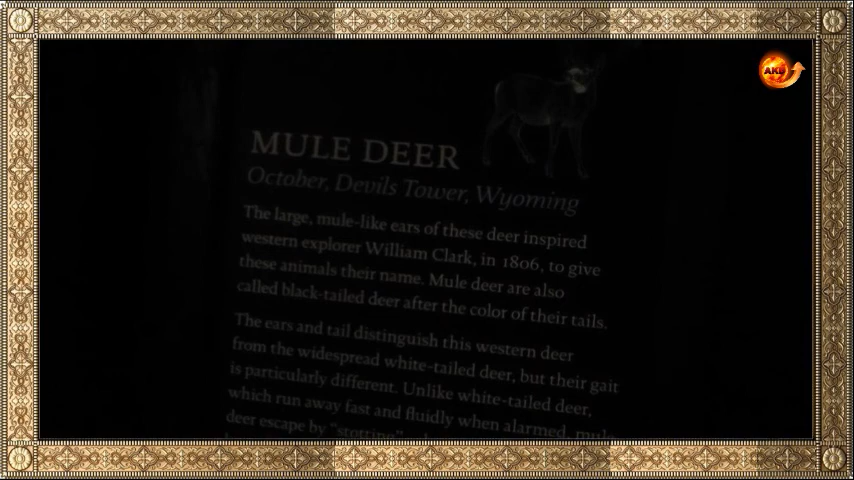 AKB
MULE DEER
October, Devils Tower, Wyoming
The large, mule-like ears of these deer inspired
western explorer William Clark, in 1806, to give
these animals their name. Mule deer are also
called black-tailed deer after the color of their tails.
The ears and tail distinguish this western deer
from the widespread white-tailed deer, but their gait
is particularly different. Unlike white-tailed deer,
which run away fast and fluidly when alarmed, mule
deer escape by "stotting"